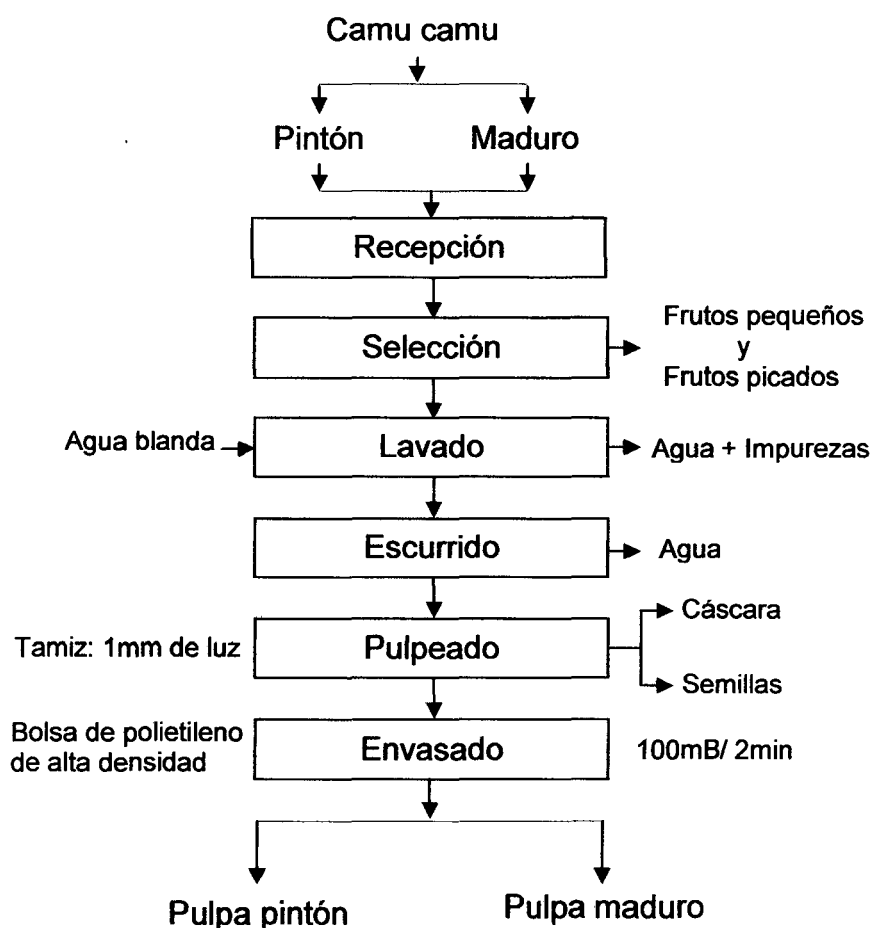 Camu camu
Pintón
Maduro
Recepción
Selección
Frutos pequeños
y
Frutos picados
Agua blanda
Lavado
Agua + Impurezas
Escurrido
Agua
Tamiz: 1mm de luz
Pulpeado
Cáscara
Semillas
Bolsa de polietileno
de alta densidad
Envasado
100mB/ 2min
Pulpa pintón
Pulpa maduro